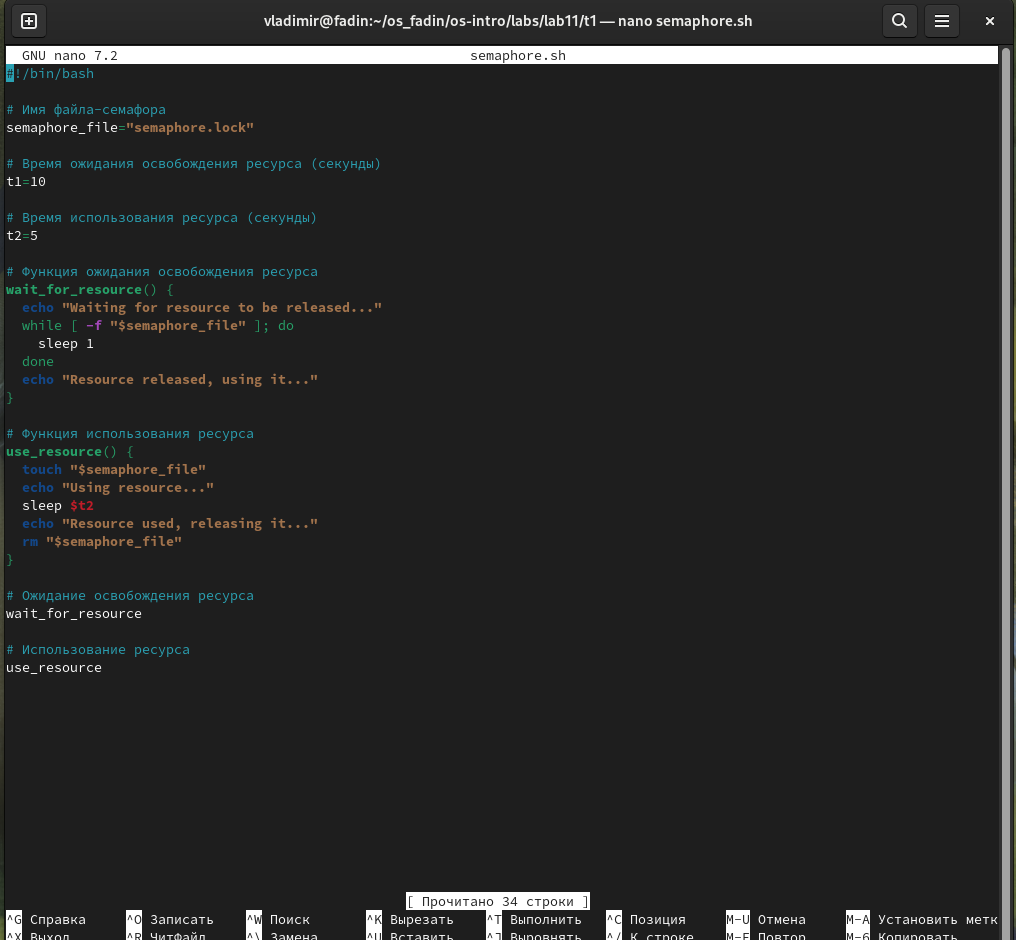 vladimir@fadin:~/os_fadin/os-intro/labs/lab11/t1 — nano semaphore.sh
GNU nano 7.2 semaphore.sh
#!/bin/bash
# Имя файла-семафора
semaphore_file="semaphore.lock"
# Время ожидания освобождения ресурса (секунды)
t1=10
# Время использования ресурса (секунды)
t2=5
# Функция ожидания освобождения ресурса
wait_for_resource() {
  echo "Waiting for resource to be released..."
  while [ -f "$semaphore_file" ]; do
    sleep 1
  done
  echo "Resource released, using it..."
}
# Функция использования ресурса
use_resource() {
  touch "$semaphore_file"
  echo "Using resource..."
  sleep $t2
  echo "Resource used, releasing it..."
  rm "$semaphore_file"
}
# Ожидание освобождения ресурса
wait_for_resource
# Использование ресурса
use_resource
[ Прочитано 34 строки ]
^G Справка ^O Записать ^W Поиск ^K Вырезать ^T Выполнить ^C Позиция M-U Отмена M-A Установить метк
^X Выход ^R ЧитФайл ^\ Замена ^U Вставить ^J Выровнять ^/ К строке M-E Повтор M-6 Копировать